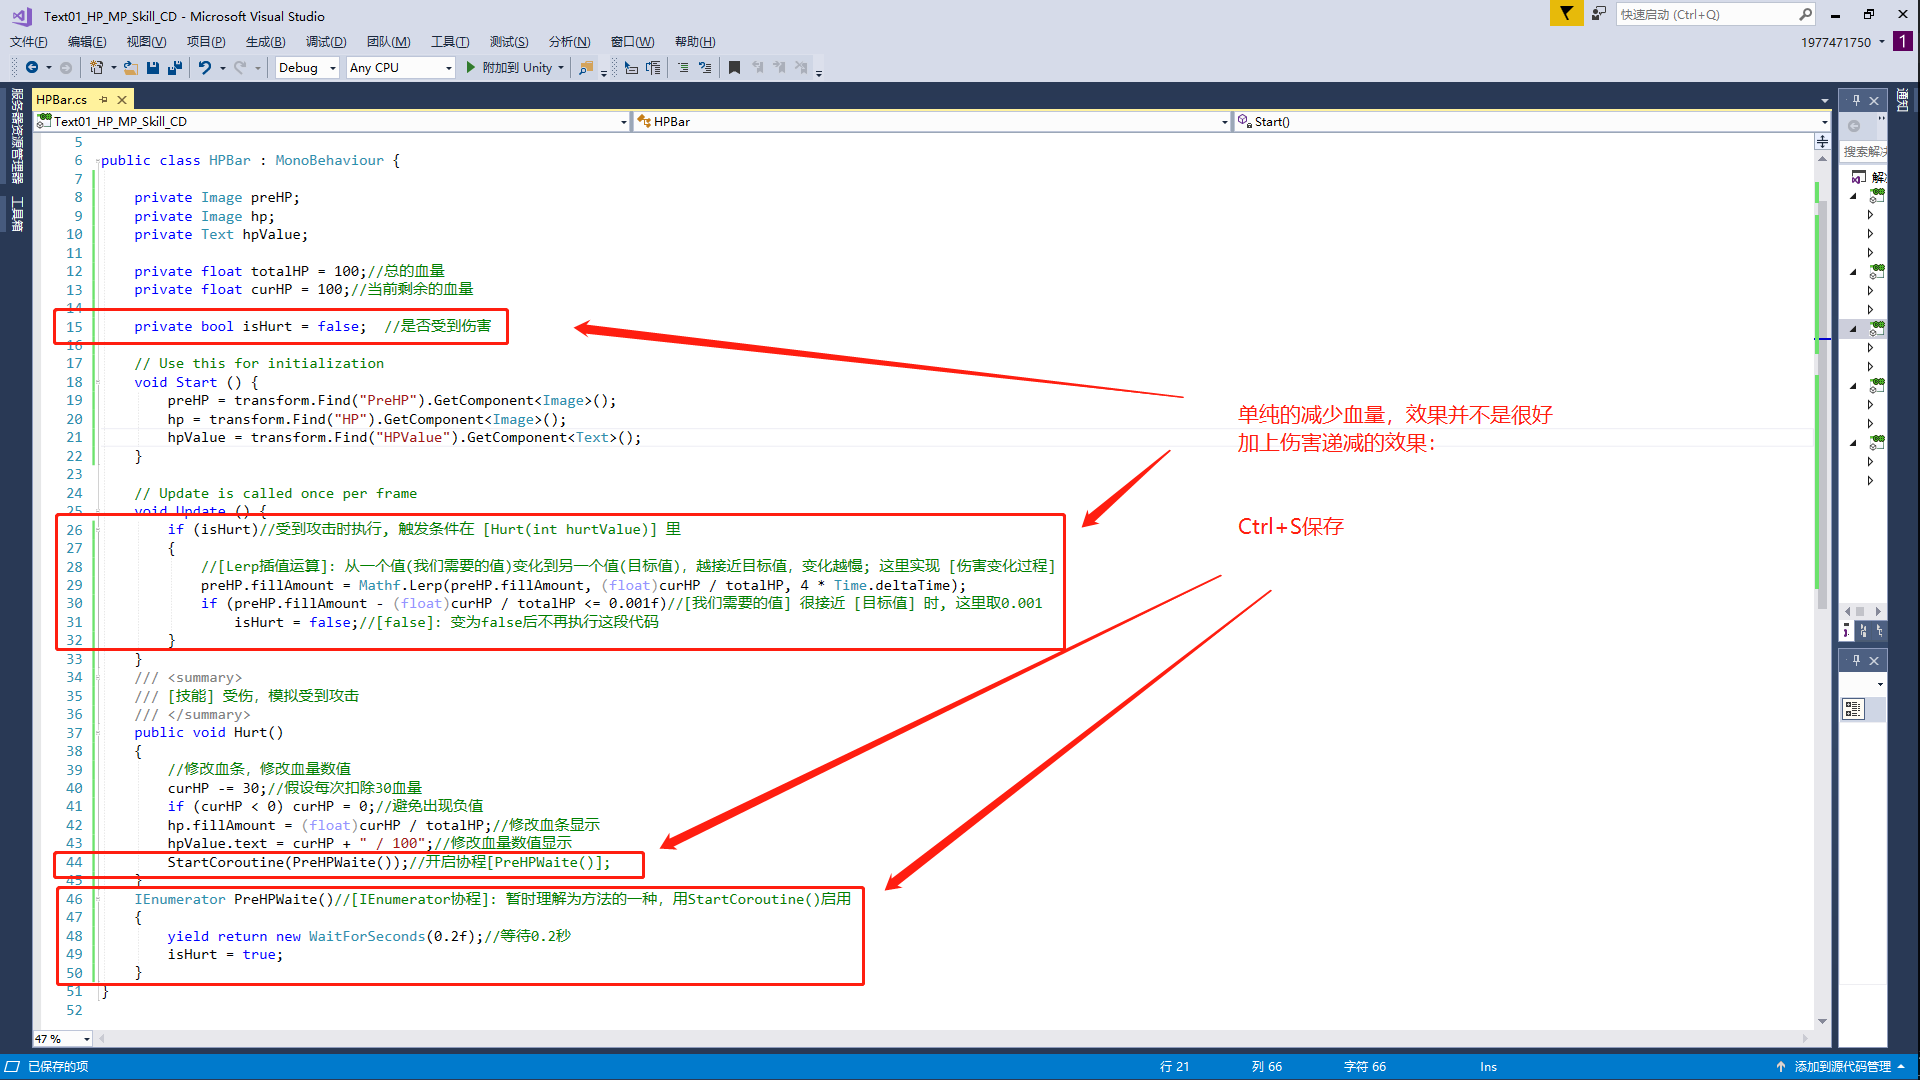 Text01_HP_MP_Skill_CD - Microsoft Visual Studio
快速启动 (Ctrl+Q)
文件(F) 编辑(E) 视图(V) 项目(P) 生成(B) 调试(D) 团队(M) 工具(T) 测试(S) 分析(N) 窗口(W) 帮助(H)
1977471750 1
Debug Any CPU 附加到 Unity
服务器资源管理器
工具箱
通知
HPBar.cs
Text01_HP_MP_Skill_CD HPBar Start()
搜索解决
解决
5
6 public class HPBar : MonoBehaviour {
7
8 private Image preHP;
9 private Image hp;
10 private Text hpValue;
11
12 private float totalHP = 100;//总的血量
13 private float curHP = 100;//当前剩余的血量
14
15 private bool isHurt = false; //是否受到伤害
16
17 // Use this for initialization
18 void Start () {
19 preHP = transform.Find("PreHP").GetComponent<Image>();
20 hp = transform.Find("HP").GetComponent<Image>();
21 hpValue = transform.Find("HPValue").GetComponent<Text>();
22 }
23
24 // Update is called once per frame
25 void Update () {
26 if (isHurt)//受到攻击时执行, 触发条件在 [Hurt(int hurtValue)] 里
27 {
28 //[Lerp插值运算]: 从一个值(我们需要的值)变化到另一个值(目标值), 越接近目标值, 变化越慢; 这里实现 [伤害变化过程]
29 preHP.fillAmount = Mathf.Lerp(preHP.fillAmount, (float)curHP / totalHP, 4 * Time.deltaTime);
30 if (preHP.fillAmount - (float)curHP / totalHP <= 0.001f)//[我们需要的值] 很接近 [目标值] 时, 这里取0.001
31 isHurt = false;//[false]: 变为false后不再执行这段代码
32 }
33 }
34 /// <summary>
35 /// [技能] 受伤, 模拟受到攻击
36 /// </summary>
37 public void Hurt()
38 {
39 //修改血条, 修改血量数值
40 curHP -= 30;//假设每次扣除30血量
41 if (curHP < 0) curHP = 0;//避免出现负值
42 hp.fillAmount = (float)curHP / totalHP;//修改血条显示
43 hpValue.text = curHP + " / 100";//修改血量数值显示
44 StartCoroutine(PreHPWaite());//开启协程[PreHPWaite()];
45 }
46 IEnumerator PreHPWaite()//[IEnumerator协程]: 暂时理解为方法的一种, 用StartCoroutine()启用
47 {
48 yield return new WaitForSeconds(0.2f);//等待0.2秒
49 isHurt = true;
50 }
51 }
52
单纯的减少血量，效果并不是很好
加上伤害递减的效果：
Ctrl+S保存
47 %
已保存的项 行 21 列 66 字符 66 Ins 添加到源代码管理